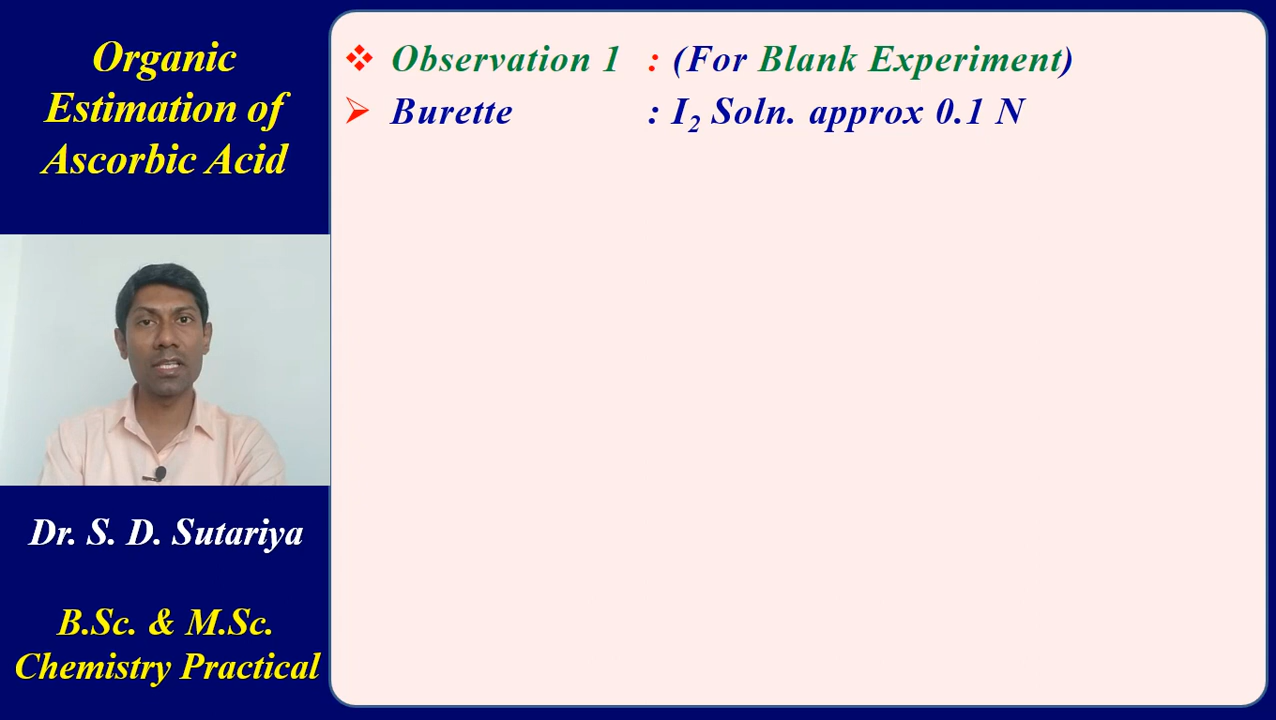 Organic
Estimation of
Ascorbic Acid
Dr. S. D. Sutariya
B.Sc. & M.Sc.
Chemistry Practical
❖ Observation 1 : (For Blank Experiment)
➢ Burette : I₂ Soln. approx 0.1 N